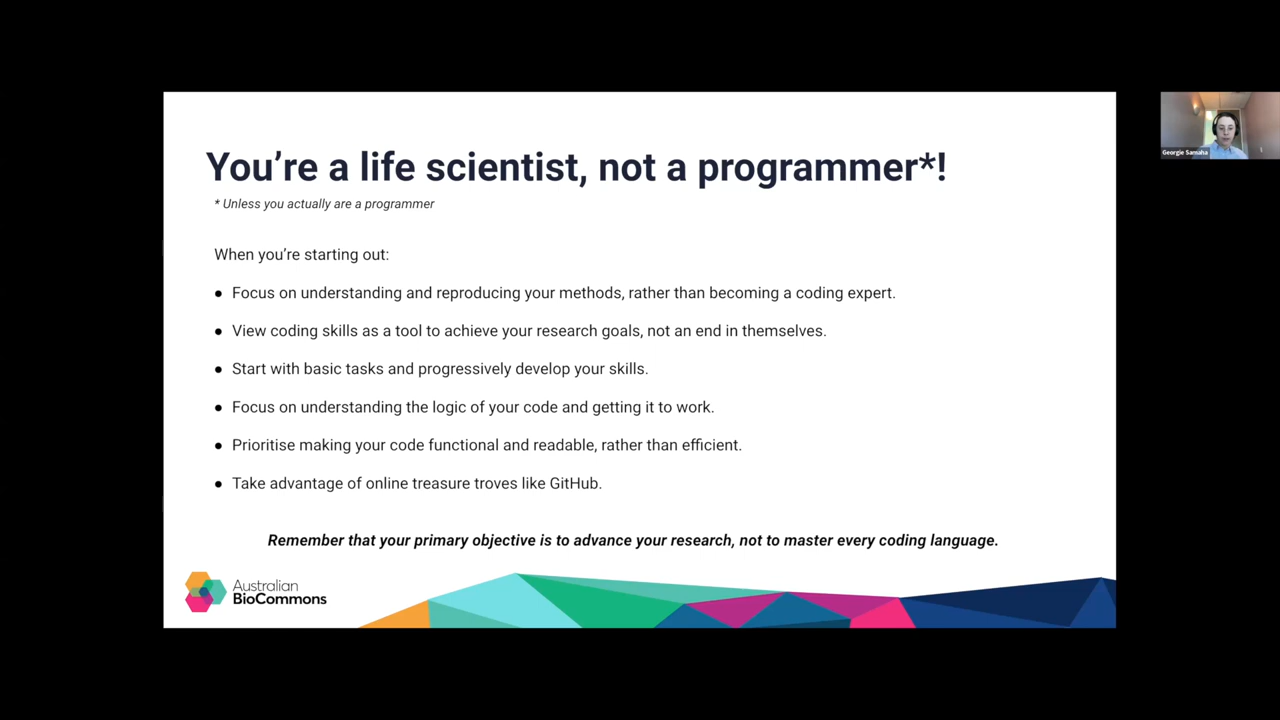 You're a life scientist, not a programmer*!
* Unless you actually are a programmer
When you're starting out:
● Focus on understanding and reproducing your methods, rather than becoming a coding expert.
● View coding skills as a tool to achieve your research goals, not an end in themselves.
● Start with basic tasks and progressively develop your skills.
● Focus on understanding the logic of your code and getting it to work.
● Prioritise making your code functional and readable, rather than efficient.
● Take advantage of online treasure troves like GitHub.
Remember that your primary objective is to advance your research, not to master every coding language.
Australian
BioCommons
Georgie Samaha